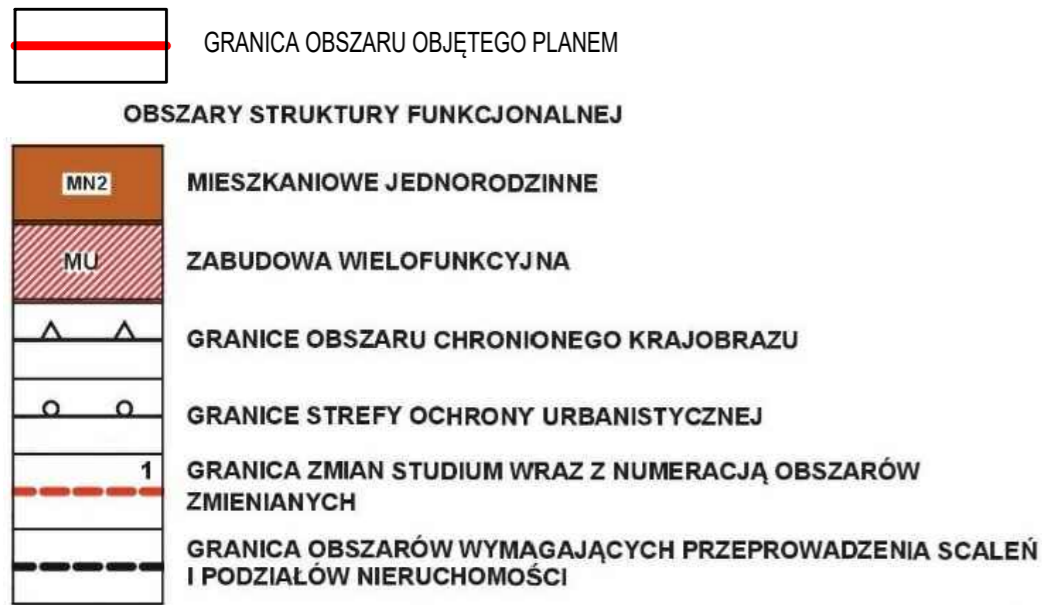 GRANICA OBSZARU OBJĘTEGO PLANEM
OBSZARY STRUKTURY FUNKCJONALNEJ
MN2 MIESZKANIOWE JEDNORODZINNE
MU ZABUDOWA WIELOFUNKCYJNA
GRANICE OBSZARU CHRONIONEGO KRAJOBRAZU
GRANICE STREFY OCHRONY URBANISTYCZNEJ
1 GRANICA ZMIAN STUDIUM WRAZ Z NUMERACJĄ OBSZARÓW
ZMIENIANYCH
GRANICA OBSZARÓW WYMAGAJĄCYCH PRZEPROWADZENIA SCALEŃ
I PODZIAŁÓW NIERUCHOMOŚCI